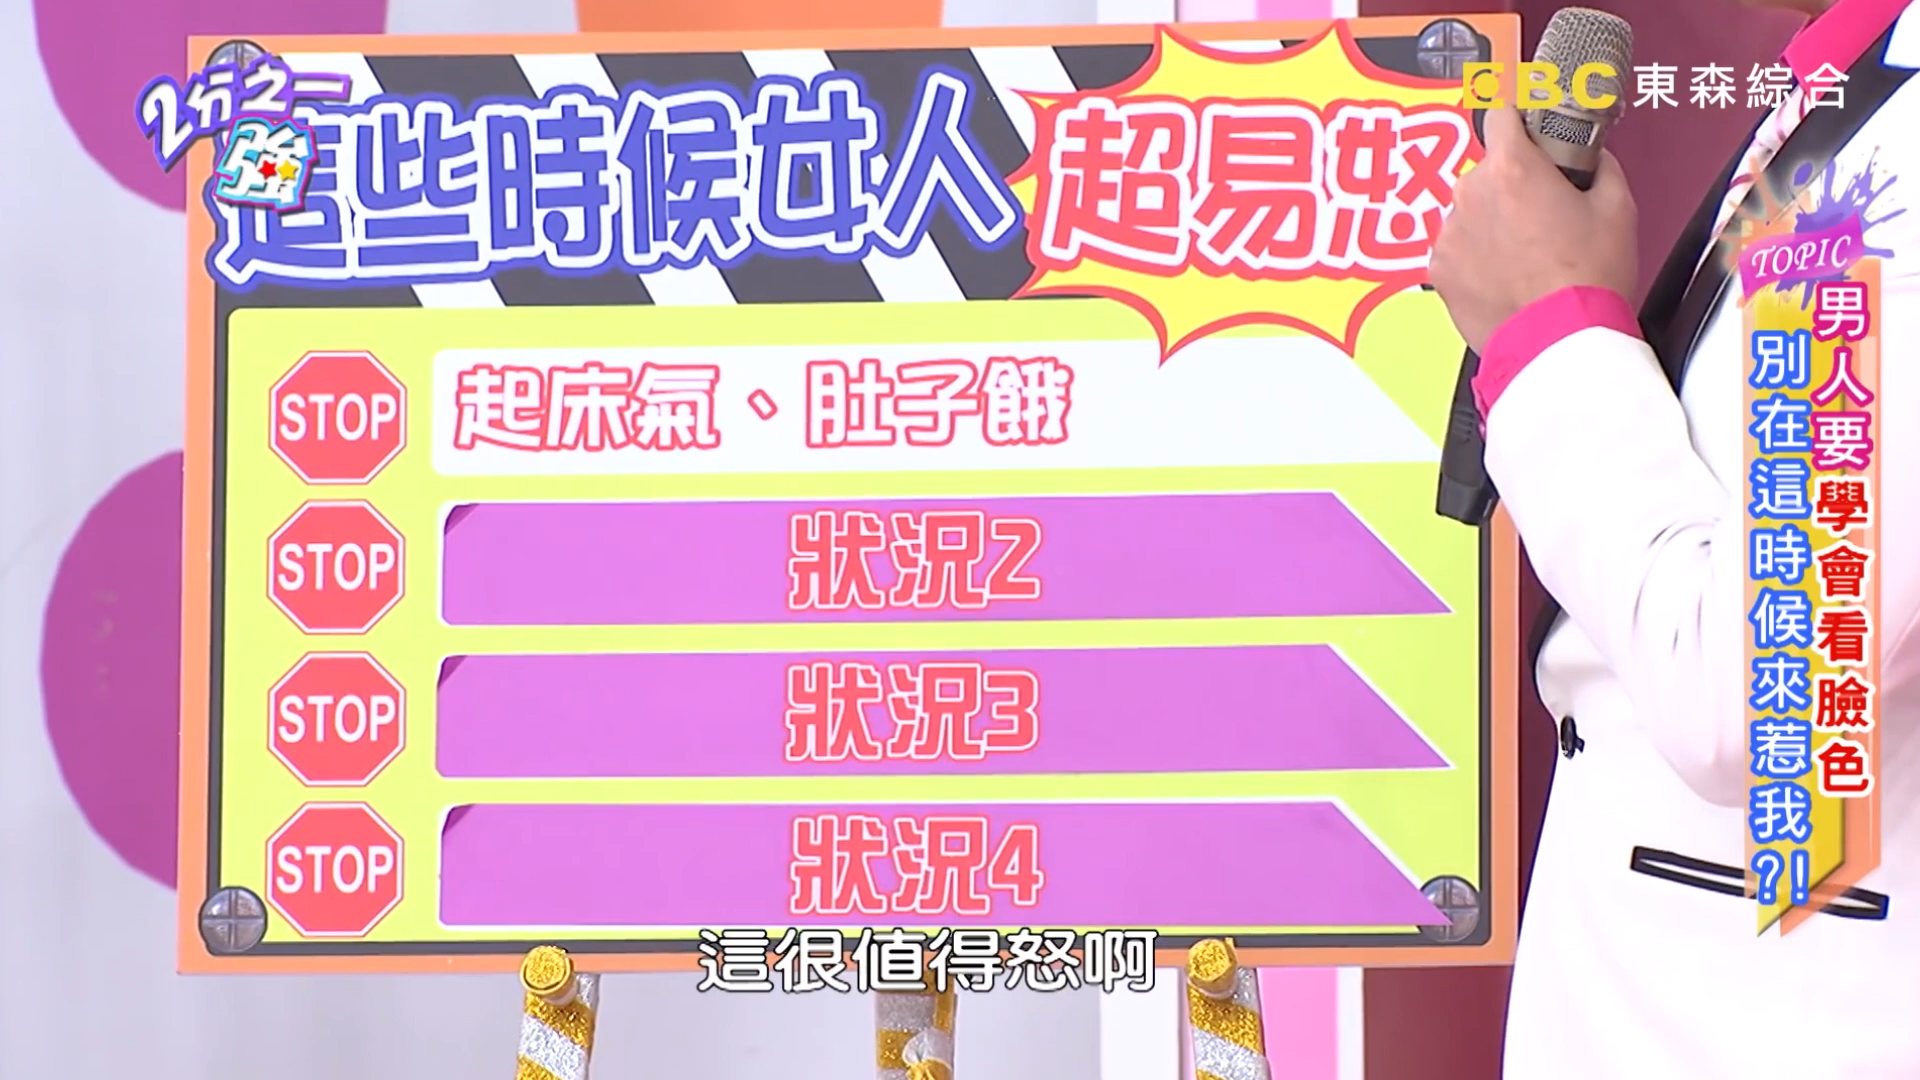 2分之一強
EBC 東森綜合
這些時候女人 超易怒
STOP 起床氣、肚子餓
STOP 狀況2
STOP 狀況3
STOP 狀況4
TOPIC
男人要學會看臉色
別在這時候來惹我?!
這很值得怒啊